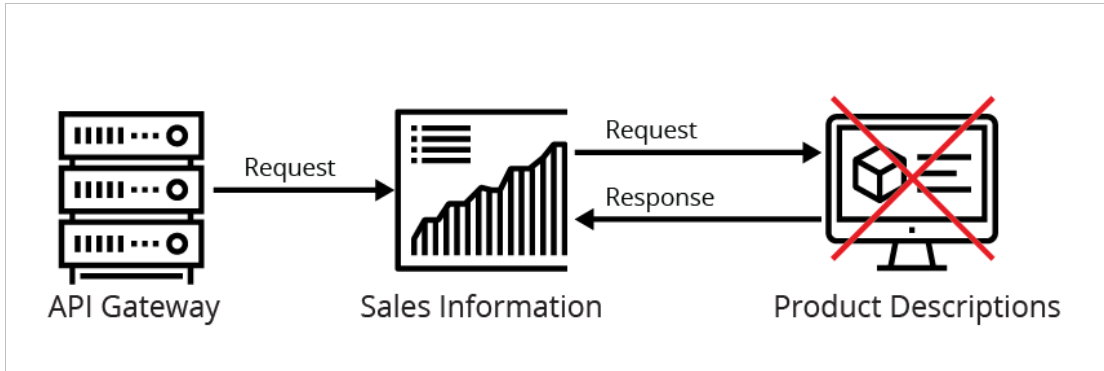 Request
Request
Response
API Gateway
Sales Information
Product Descriptions